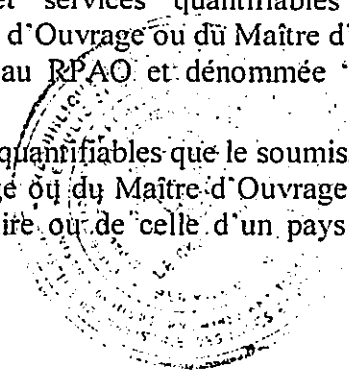 et services quantifiables
d'Ouvrage ou du Maître d'
au RPAO et dénommée "
quantifiables que le soumis
ge ou du Maître d'Ouvrage
ire ou de celle d'un pays